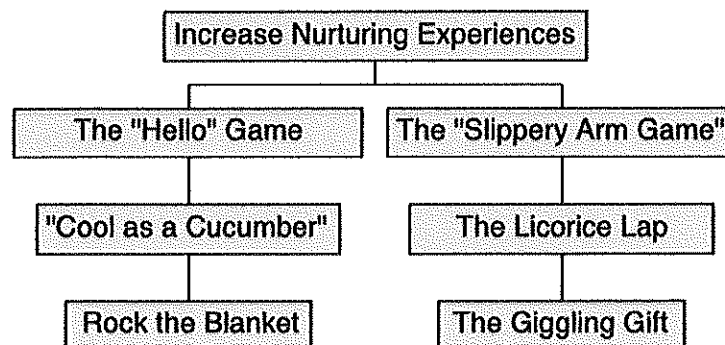 Increase Nurturing Experiences
The "Hello" Game
The "Slippery Arm Game"
"Cool as a Cucumber"
The Licorice Lap
Rock the Blanket
The Giggling Gift